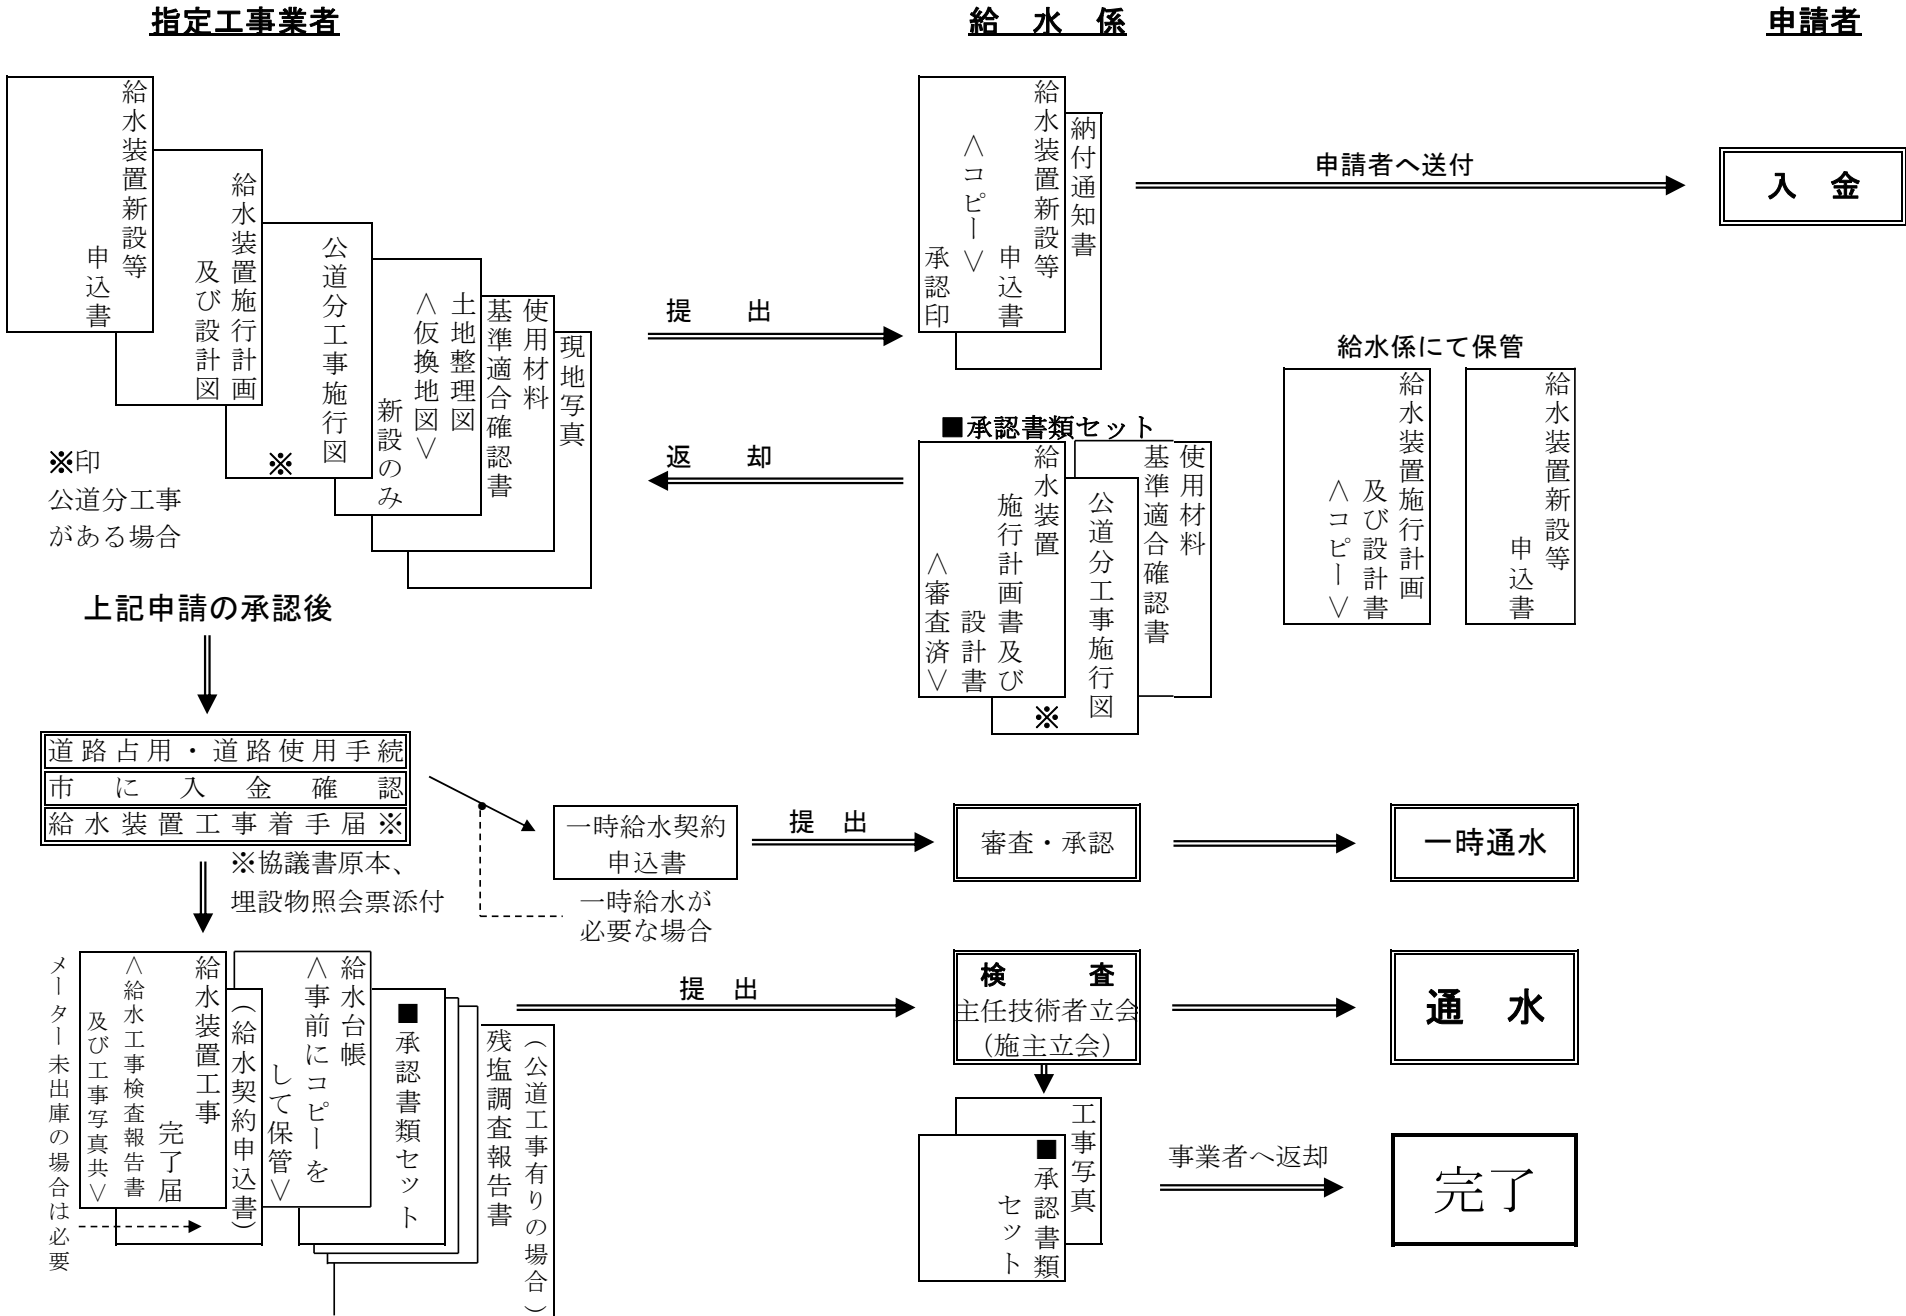 指定工事業者
給　水　係
申請者
給水装置新設等
申込書
給水装置施行計画
及び設計図
公道分工事施行図
※
土地整理図
＜仮換地図＞
新設のみ
使用材料
基準適合確認書
現地写真
※印
公道分工事
がある場合
提　出
給水装置新設等
申込書
＜コピー＞
承認印
納付通知書
申請者へ送付
入　金
返　却
■承認書類セット
給水装置
施行計画書及び
設計書
＜審査済＞
公道分工事施行図
※
使用材料
基準適合確認書
給水係にて保管
給水装置施行計画
及び設計書
＜コピー＞
給水装置新設等
申込書
上記申請の承認後
道路占用・道路使用手続
市に入金確認
給水装置工事着手届※
※協議書原本、
埋設物照会票添付
一時給水契約
申込書
一時給水が
必要な場合
提　出
審査・承認
一時通水
メーター未出庫の場合は必要
給水装置工事
完了届
＜給水工事検査報告書
及び工事写真共＞
（給水契約申込書）
給水台帳
＜事前にコピーを
して保管＞
■承認書類セット
（公道工事有りの場合）
残塩調査報告書
提　出
検　査
主任技術者立会
（施主立会）
通　水
工事写真
■承認書類
セット
事業者へ返却
完了